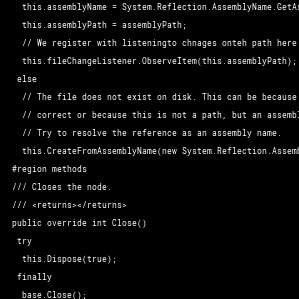 this.assemblyName = System.Reflection.AssemblyName.GetAs
this.assemblyPath = assemblyPath;
// We register with listeningto chnages onteh path here
this.fileChangeListener.ObserveItem(this.assemblyPath);
else
// The file does not exist on disk. This can be because
// correct or because this is not a path, but an assembl
// Try to resolve the reference as an assembly name.
this.CreateFromAssemblyName(new System.Reflection.Assemb
#region methods
/// Closes the node.
/// <returns></returns>
public override int Close()
try
this.Dispose(true);
finally
base.Close();